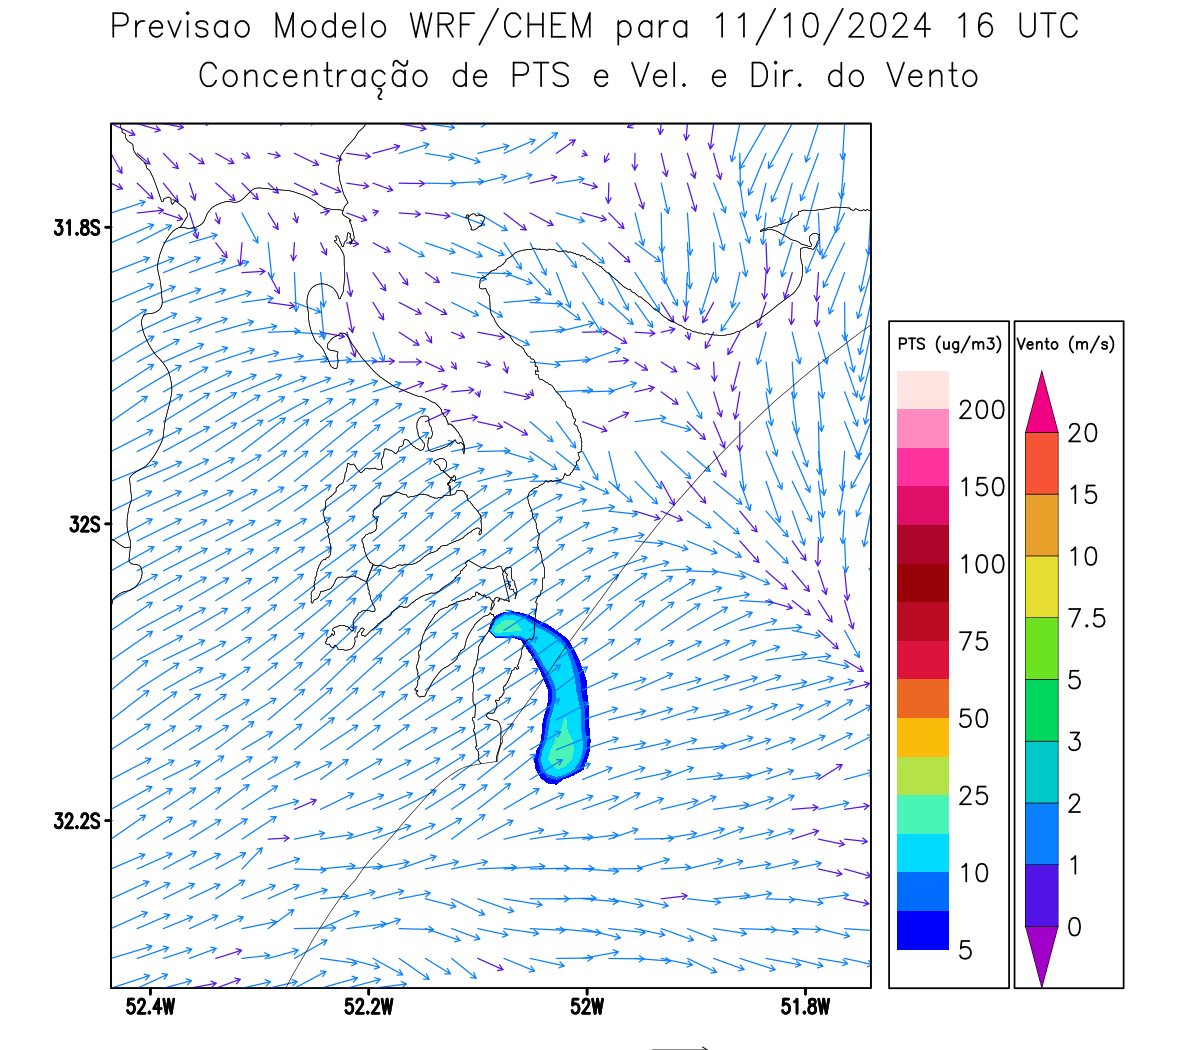 Previsao Modelo WRF/CHEM para 11/10/2024 16 UTC
Concentração de PTS e Vel. e Dir. do Vento
31.8S
32S
32.2S
52.4W 52.2W 52W 51.8W
PTS (ug/m3)
200
150
100
75
50
25
10
5
Vento (m/s)
20
15
10
7.5
5
3
2
1
0